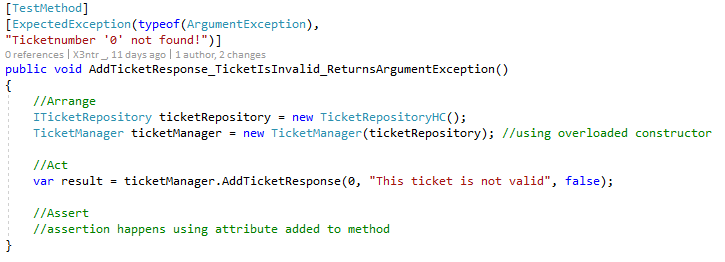 [TestMethod]
[ExpectedException(typeof(ArgumentException),
"Ticketnumber '0' not found!")]
0 references | X3ntr_, 11 days ago | 1 author, 2 changes
public void AddTicketResponse_TicketIsInvalid_ReturnsArgumentException()
{
//Arrange
ITicketRepository ticketRepository = new TicketRepositoryHC();
TicketManager ticketManager = new TicketManager(ticketRepository); //using overloaded constructor
//Act
var result = ticketManager.AddTicketResponse(0, "This ticket is not valid", false);
//Assert
//assertion happens using attribute added to method
}